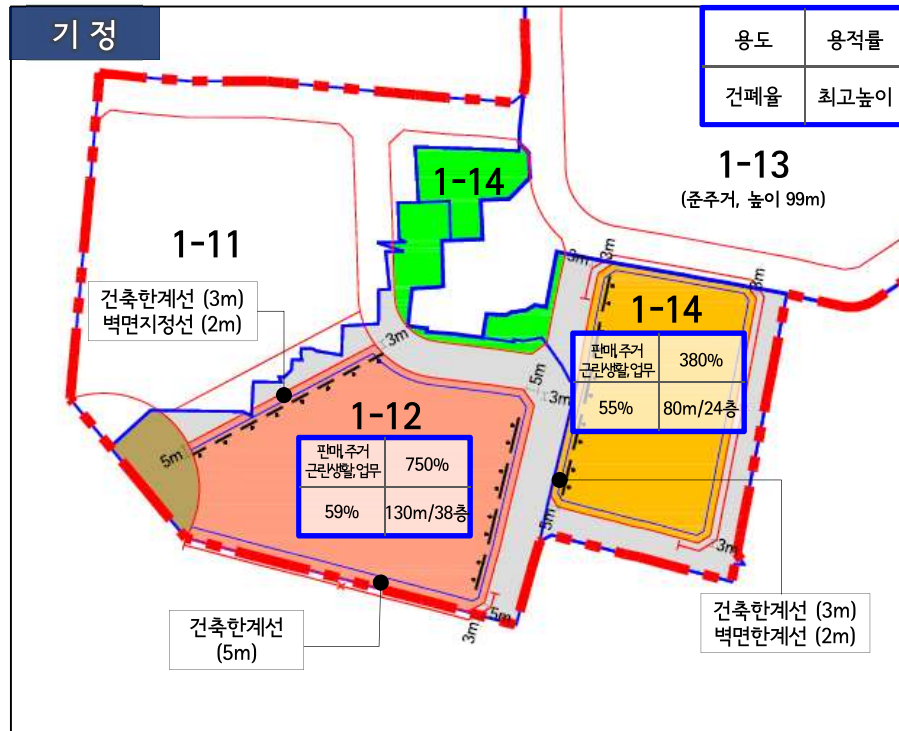 기 정
용도
용적률
건폐율
최고높이
1-14
1-13
(준주거, 높이 99m)
1-11
3m
3m
3m
건축한계선 (3m)
벽면지정선 (2m)
1-14
판매,주거
근린생활,업무
380%
55%
80m/24층
3m
5m
3m
1-12
판매,주거
근린생활,업무
750%
59%
130m/38층
5m
5m
3m
5m
3m
건축한계선
(5m)
건축한계선 (3m)
벽면한계선 (2m)